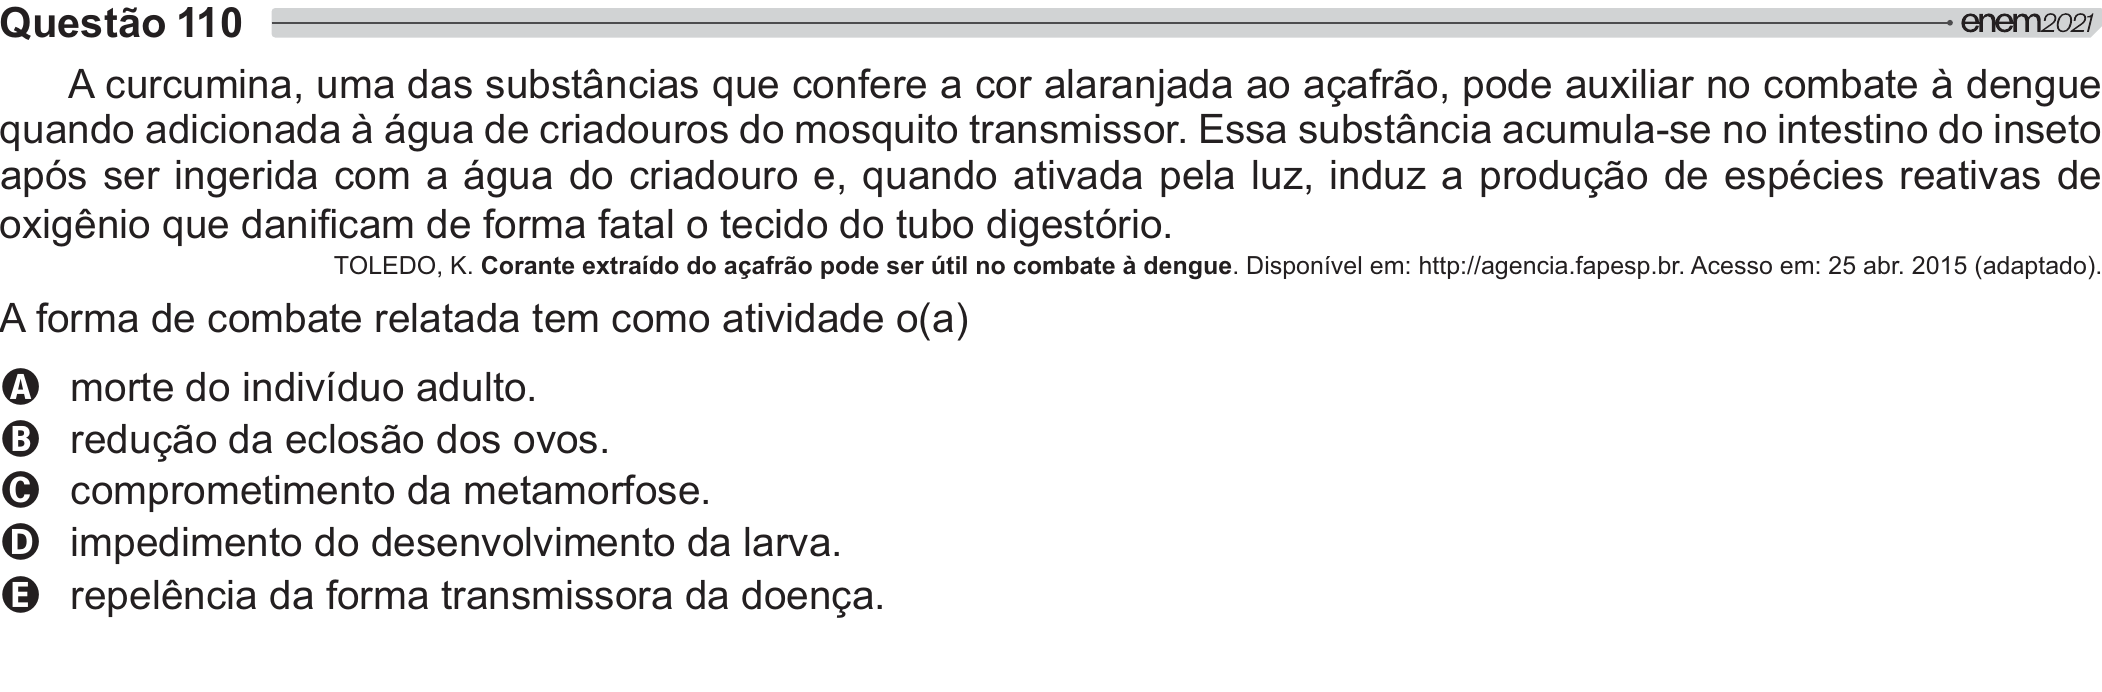 Questão 110 enem2021
A curcumina, uma das substâncias que confere a cor alaranjada ao açafrão, pode auxiliar no combate à dengue
quando adicionada à água de criadouros do mosquito transmissor. Essa substância acumula-se no intestino do inseto
após ser ingerida com a água do criadouro e, quando ativada pela luz, induz a produção de espécies reativas de
oxigênio que danificam de forma fatal o tecido do tubo digestório.
TOLEDO, K. Corante extraído do açafrão pode ser útil no combate à dengue. Disponível em: http://agencia.fapesp.br. Acesso em: 25 abr. 2015 (adaptado).
A forma de combate relatada tem como atividade o(a)
A morte do indivíduo adulto.
B redução da eclosão dos ovos.
C comprometimento da metamorfose.
D impedimento do desenvolvimento da larva.
E repelência da forma transmissora da doença.